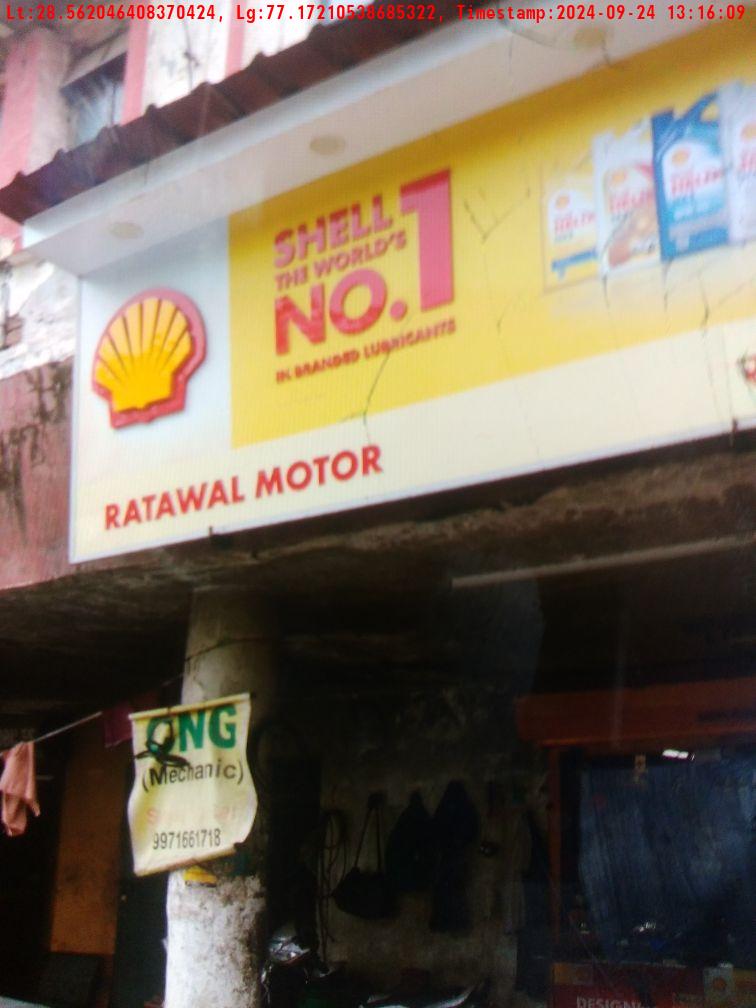 Lt:28.562046408370424, Lg:77.17210538685322, Timestamp:2024-09-24 13:16:09
SHELL
THE WORLD'S
NO.1
IN BRANDED LUBRICANTS
RATAWAL MOTOR
CNG
(Mechanic)
9971661718
DESIGN